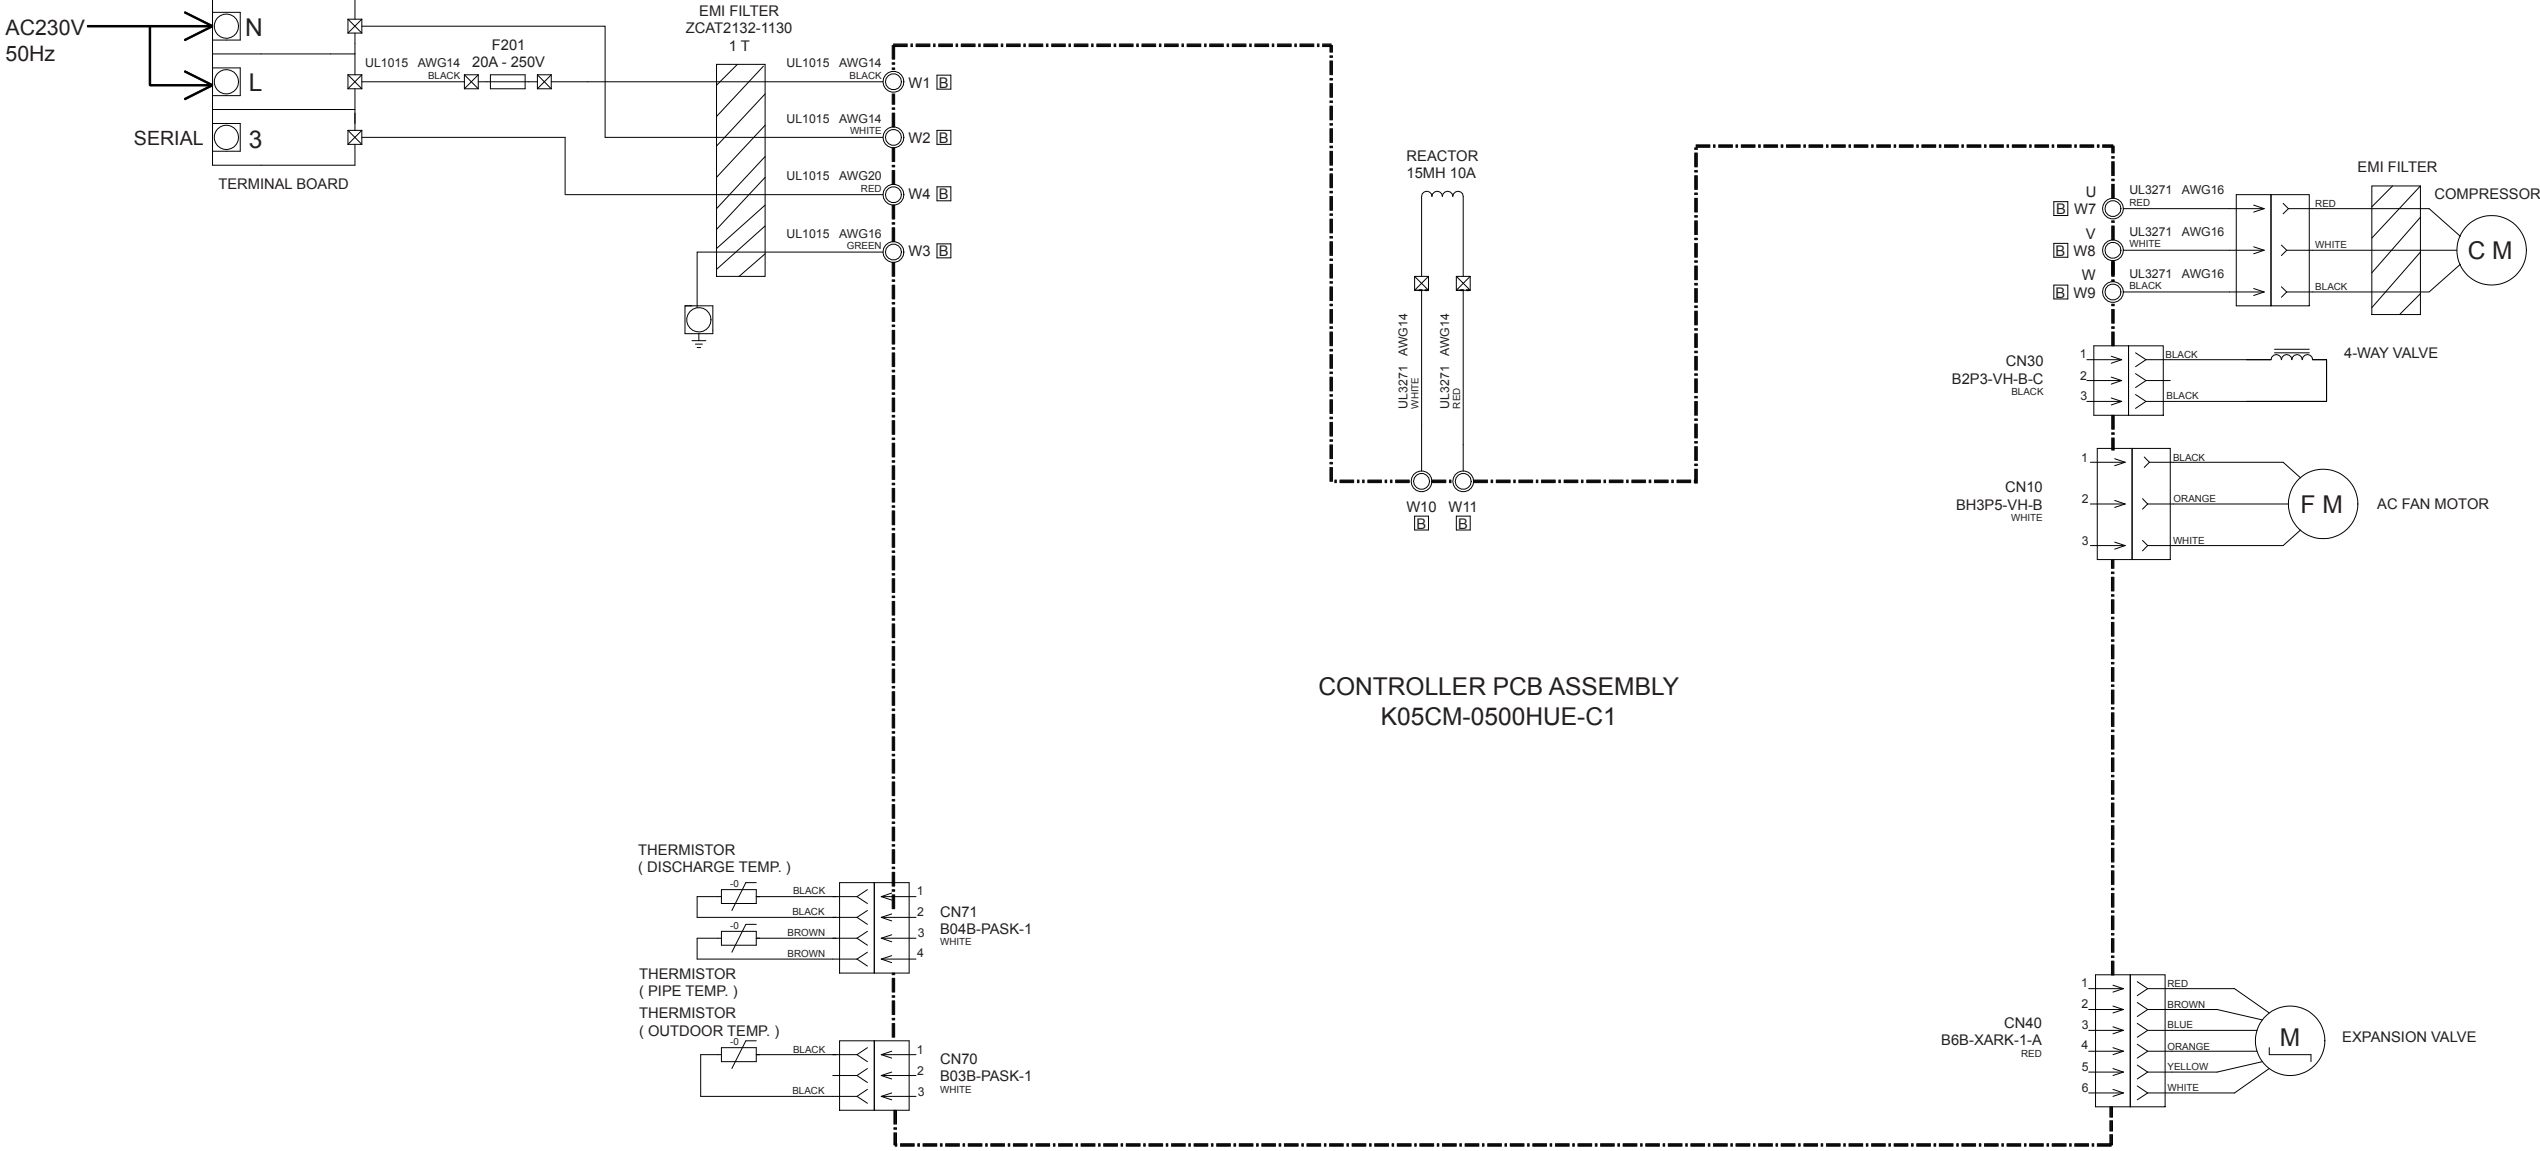 AC230V
50Hz
N
L
SERIAL
3
TERMINAL BOARD
UL1015 AWG14
BLACK
F201
20A - 250V
EMI FILTER
ZCAT2132-1130
1 T
UL1015 AWG14
BLACK
W1 B
UL1015 AWG14
WHITE
W2 B
UL1015 AWG20
RED
W4 B
UL1015 AWG16
GREEN
W3 B
REACTOR
15MH 10A
UL3271 AWG14
WHITE
UL3271 AWG14
RED
W10
B
W11
B
U
B W7
UL3271 AWG16
RED
V
B W8
UL3271 AWG16
WHITE
W
B W9
UL3271 AWG16
BLACK
RED
WHITE
BLACK
EMI FILTER
COMPRESSOR
C M
CN30
B2P3-VH-B-C
BLACK
1
2
3
BLACK
BLACK
4-WAY VALVE
CN10
BH3P5-VH-B
WHITE
1
2
3
BLACK
ORANGE
WHITE
F M
AC FAN MOTOR
CONTROLLER PCB ASSEMBLY
K05CM-0500HUE-C1
THERMISTOR
( DISCHARGE TEMP. )
-0
BLACK
BLACK
-0
BROWN
BROWN
1
2
3
4
CN71
B04B-PASK-1
WHITE
THERMISTOR
( PIPE TEMP. )
THERMISTOR
( OUTDOOR TEMP. )
-0
BLACK
BLACK
1
2
3
CN70
B03B-PASK-1
WHITE
CN40
B6B-XARK-1-A
RED
1
2
3
4
5
6
RED
BROWN
BLUE
ORANGE
YELLOW
WHITE
M
EXPANSION VALVE